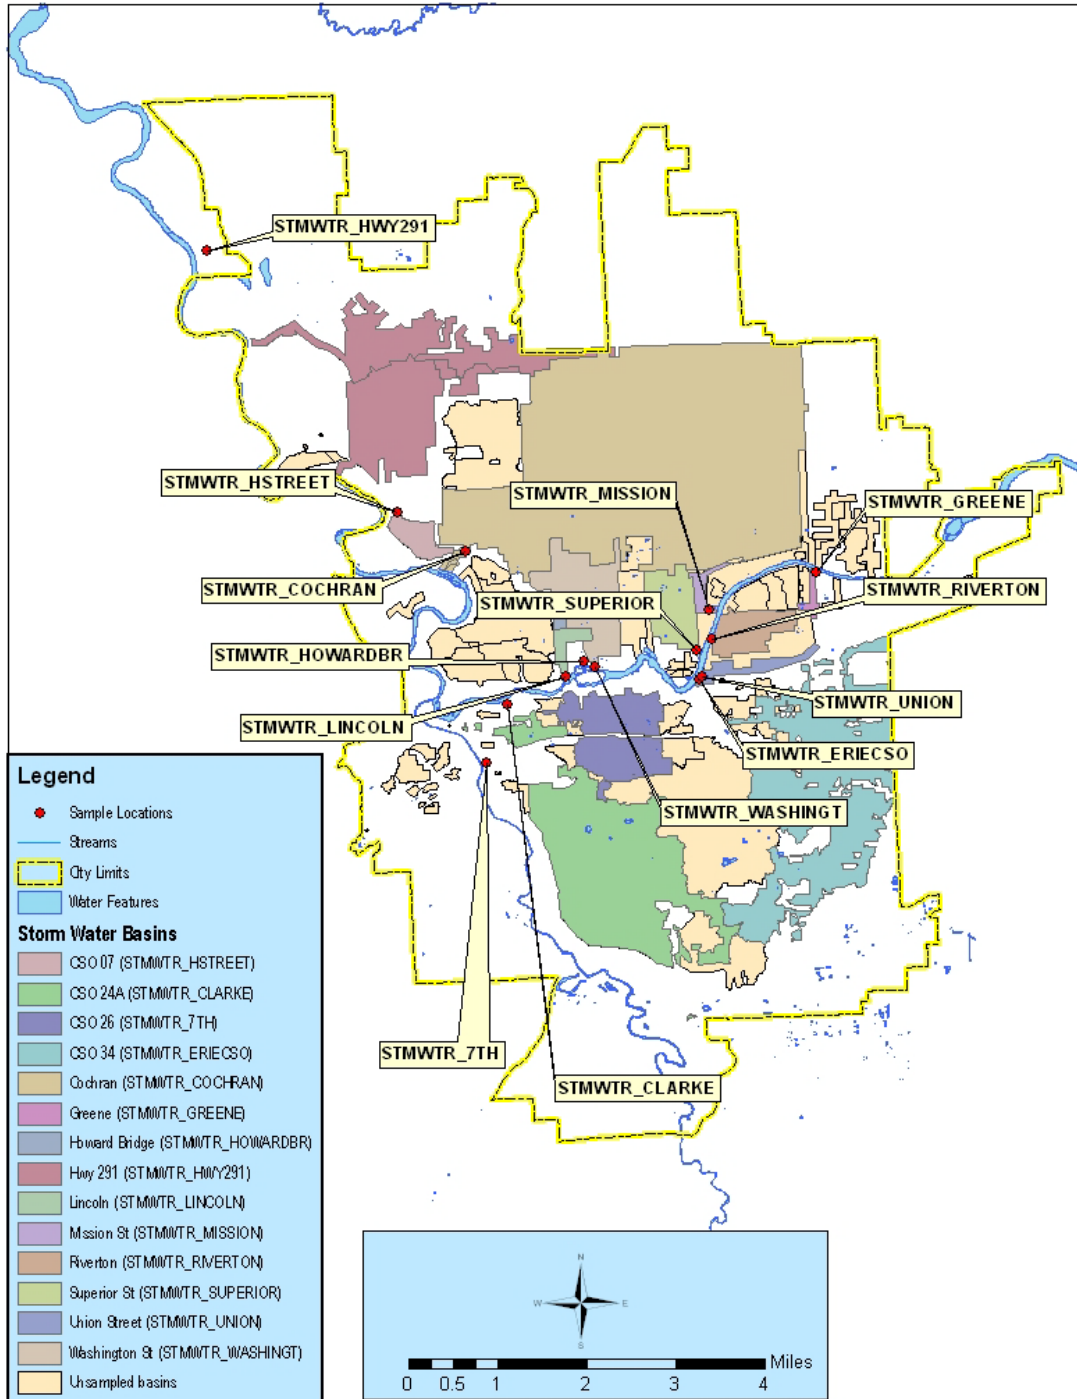 STMWTR_HWY291
STMWTR_HSTREET
STMWTR_MISSION
STMWTR_GREENE
STMWTR_COCHRAN
STMWTR_SUPERIOR
STMWTR_RIVERTON
STMWTR_HOWARDBR
STMWTR_LINCOLN
STMWTR_UNION
STMWTR_ERIECSO
STMWTR_WASHINGT
STMWTR_7TH
STMWTR_CLARKE
Legend
Sample Locations
Streams
City Limits
Water Features
Storm Water Basins
CSO 07 (STMWTR_HSTREET)
CSO 24A (STMWTR_CLARKE)
CSO 26 (STMWTR_7TH)
CSO 34 (STMWTR_ERIECSO)
Cochran (STMWTR_COCHRAN)
Greene (STMWTR_GREENE)
Howard Bridge (STMWTR_HOWARDBR)
Hwy 291 (STMWTR_HWY291)
Lincoln (STMWTR_LINCOLN)
Mission St (STMWTR_MISSION)
Riverton (STMWTR_RIVERTON)
Superior St (STMWTR_SUPERIOR)
Union Street (STMWTR_UNION)
Washington St (STMWTR_WASHINGT)
Unsampled basins
N
W E
S
Miles
0 0.5 1 2 3 4